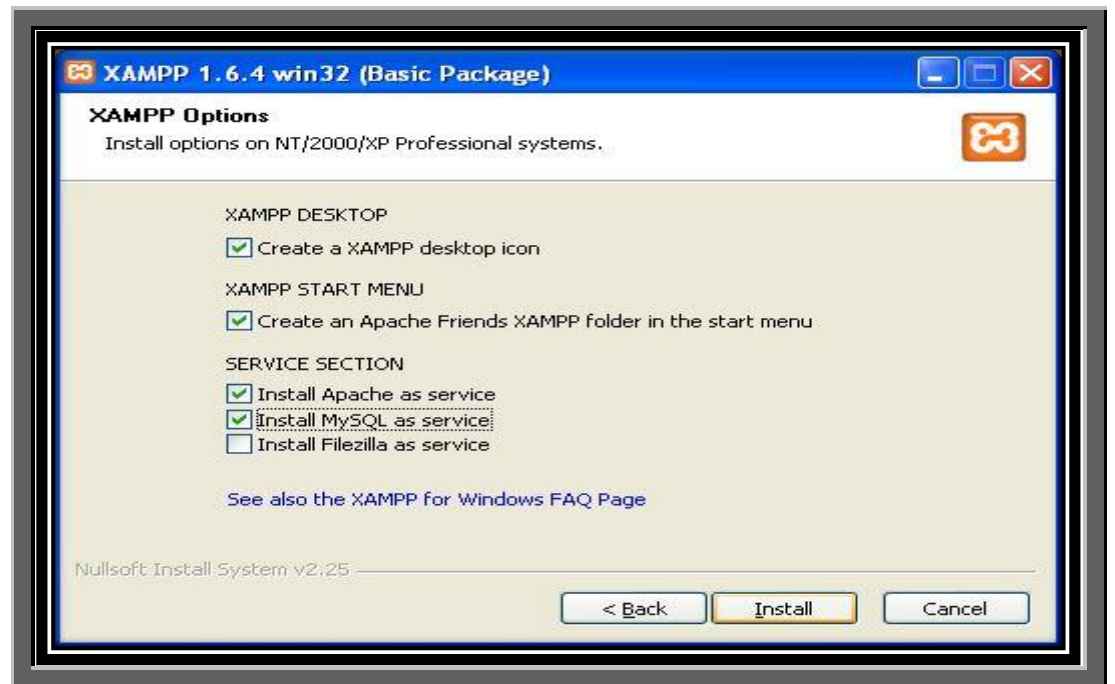 XAMPP 1.6.4 win32 (Basic Package)
XAMPP Options
Install options on NT/2000/XP Professional systems.
XAMPP DESKTOP
Create a XAMPP desktop icon
XAMPP START MENU
Create an Apache Friends XAMPP folder in the start menu
SERVICE SECTION
Install Apache as service
Install MySQL as service
Install Filezilla as service
See also the XAMPP for Windows FAQ Page
Nullsoft Install System v2.25
< Back Install Cancel